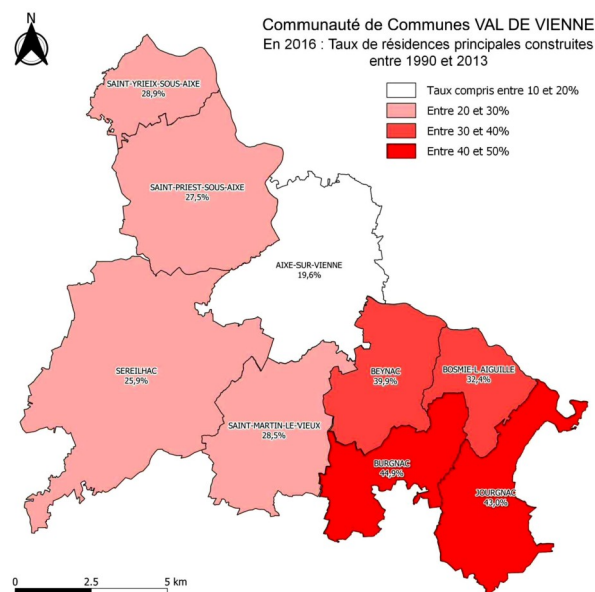 N
Communauté de Communes VAL DE VIENNE
En 2016 : Taux de résidences principales construites
entre 1990 et 2013
Taux compris entre 10 et 20%
Entre 20 et 30%
Entre 30 et 40%
Entre 40 et 50%
SAINT-YRIEIX-SOUS-AIXE
28,9%
SAINT-PRIEST-SOUS-AIXE
27,5%
AIXE-SUR-VIENNE
19,6%
SEREILHAC
25,9%
BEYNAC
39,9%
BOSMIE-L AIGUILLE
32,4%
SAINT-MARTIN-LE-VIEUX
28,5%
BURGNAC
44,9%
JOURGNAC
43,0%
0 2.5 5 km